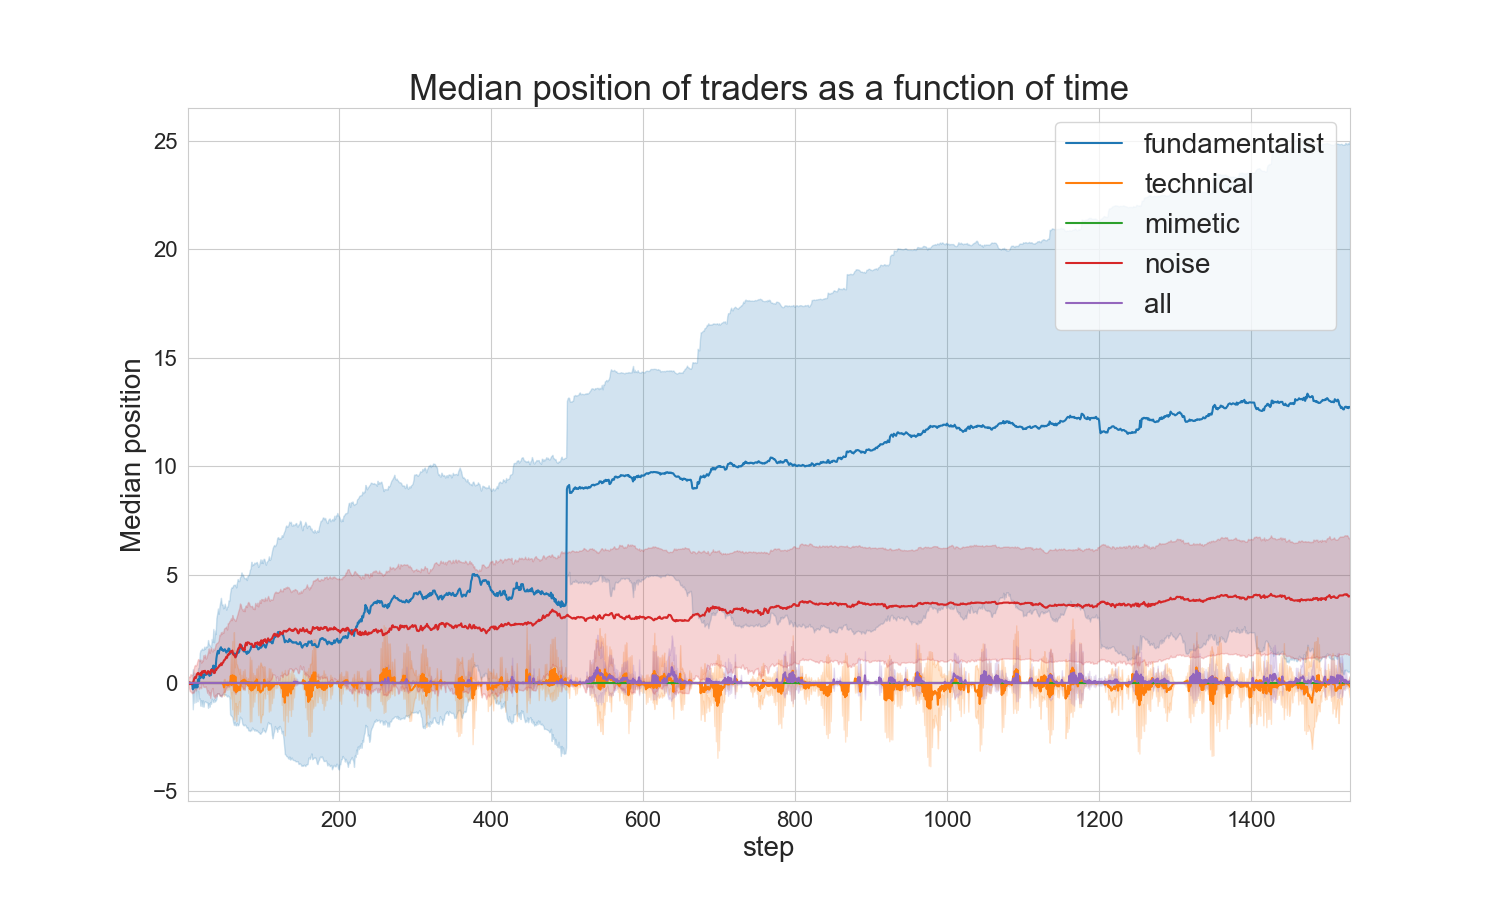 Median position of traders as a function of time
fundamentalist
technical
mimetic
noise
all
Median position
25
20
15
10
5
0
−5
200 400 600 800 1000 1200 1400
step